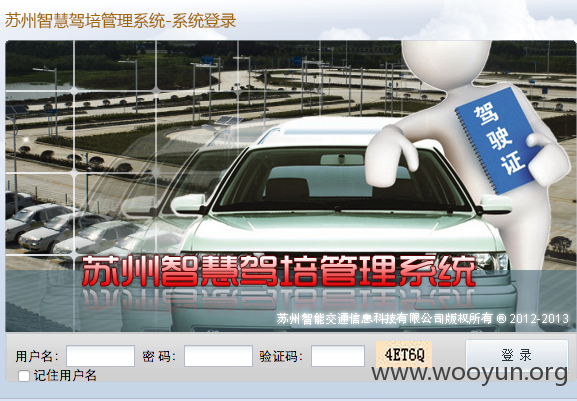 苏州智慧驾培管理系统-系统登录
驾驶证
苏州智慧驾培管理系统
苏州智能交通信息科技有限公司版权所有 ® 2012-2013
用户名： 密 码： 验证码： 4ET6Q 登 录
记住用户名
www.wooyun.org